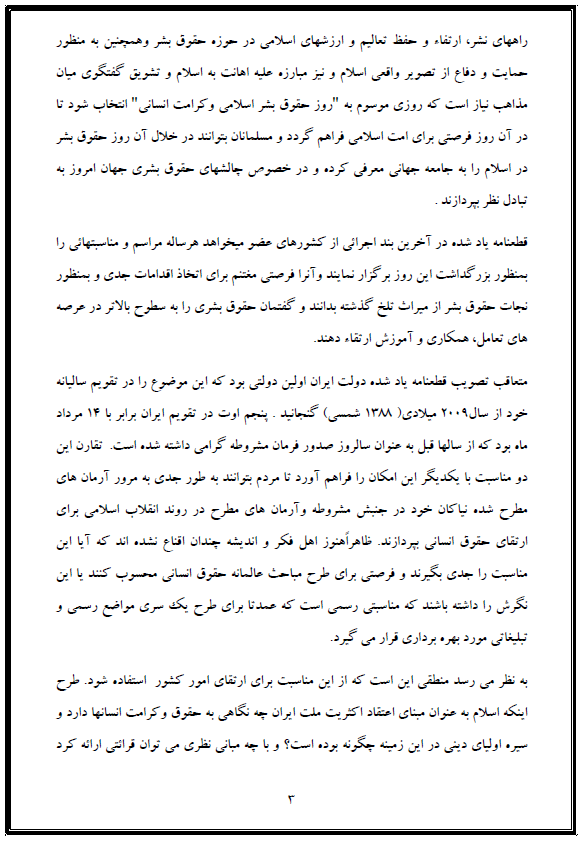 راههای نشر، ارتقاء و حفظ تعالیم و ارزشهای اسلامی در حوزه حقوق بشر وهمچنین به منظور
حمایت و دفاع از تصویر واقعی اسلام و نیز مبارزه علیه اهانت به اسلام و تشویق گفتگوی میان
مذاهب نیاز است که روزی موسوم به "روز حقوق بشر اسلامی وکرامت انسانی" انتخاب شود تا
در آن روز فرصتی برای امت اسلامی فراهم گردد و مسلمانان بتوانند در خلال آن روز حقوق بشر
در اسلام را به جامعه جهانی معرفی کرده و در خصوص چالشهای حقوق بشری جهان امروز به
تبادل نظر بپردازند .
قطعنامه یاد شده در آخرین بند اجرائی از کشورهای عضو میخواهد هرساله مراسم و مناسبتهائی را
بمنظور بزرگداشت این روز برگزار نمایند وآنرا فرصتی مغتنم برای اتخاذ اقدامات جدی و بمنظور
نجات حقوق بشر از میراث تلخ گذشته بدانند و گفتمان حقوق بشری را به سطوح بالاتر در عرصه
های تعامل، همکاری و آموزش ارتقاء دهند.
متعاقب تصویب قطعنامه یاد شده دولت ایران اولین دولتی بود که این موضوع را در تقویم سالیانه
خود از سال۲۰۰۹ میلادی( ۱۳۸۸ شمسی) گنجانید . پنجم اوت در تقویم ایران برابر با ۱۴ مرداد
ماه بود که از سالها قبل به عنوان سالروز صدور فرمان مشروطه گرامی داشته شده است. تقارن این
دو مناسبت با یکدیگر این امکان را فراهم آورد تا مردم بتوانند به طور جدی به مرور آرمان های
مطرح شده نیاکان خود در جنبش مشروطه وآرمان های مطرح در روند انقلاب اسلامی برای
ارتقای حقوق انسانی بپردازند. ظاهراًهنوز اهل فکر و اندیشه چندان اقناع نشده اند که آیا این
مناسبت را جدی بگیرند و فرصتی برای طرح مباحث عالمانه حقوق انسانی محسوب کنند یا این
نگرش را داشته باشند که مناسبتی رسمی است که عمدتا برای طرح یک سری مواضع رسمی و
تبلیغاتی مورد بهره برداری قرار می گیرد.
به نظر می رسد منطقی این است که از این مناسبت برای ارتقای امور کشور استفاده شود. طرح
اینکه اسلام به عنوان مبنای اعتقاد اکثریت ملت ایران چه نگاهی به حقوق وکرامت انسانها دارد و
سیره اولیای دینی در این زمینه چگونه بوده است؟ و با چه مبانی نظری می توان قرائتی ارائه کرد
۳